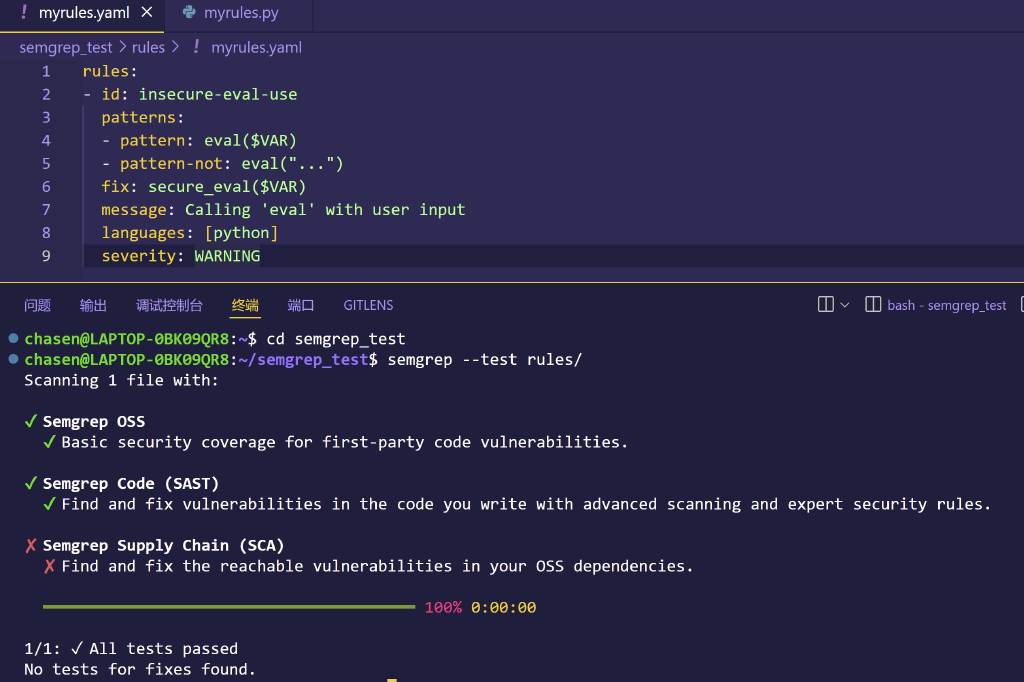 ! myrules.yaml × myrules.py
semgrep_test > rules > ! myrules.yaml
1 rules:
2 - id: insecure-eval-use
3 patterns:
4 - pattern: eval($VAR)
5 - pattern-not: eval("...")
6 fix: secure_eval($VAR)
7 message: Calling 'eval' with user input
8 languages: [python]
9 severity: WARNING
问题 输出 调试控制台 终端 端口 GITLENS bash - semgrep_test
chasen@LAPTOP-0BK09QR8:~$ cd semgrep_test
chasen@LAPTOP-0BK09QR8:~/semgrep_test$ semgrep --test rules/
Scanning 1 file with:
✓ Semgrep OSS
✓ Basic security coverage for first-party code vulnerabilities.
✓ Semgrep Code (SAST)
✓ Find and fix vulnerabilities in the code you write with advanced scanning and expert security rules.
✗ Semgrep Supply Chain (SCA)
✗ Find and fix the reachable vulnerabilities in your OSS dependencies.
100% 0:00:00
1/1: ✓ All tests passed
No tests for fixes found.